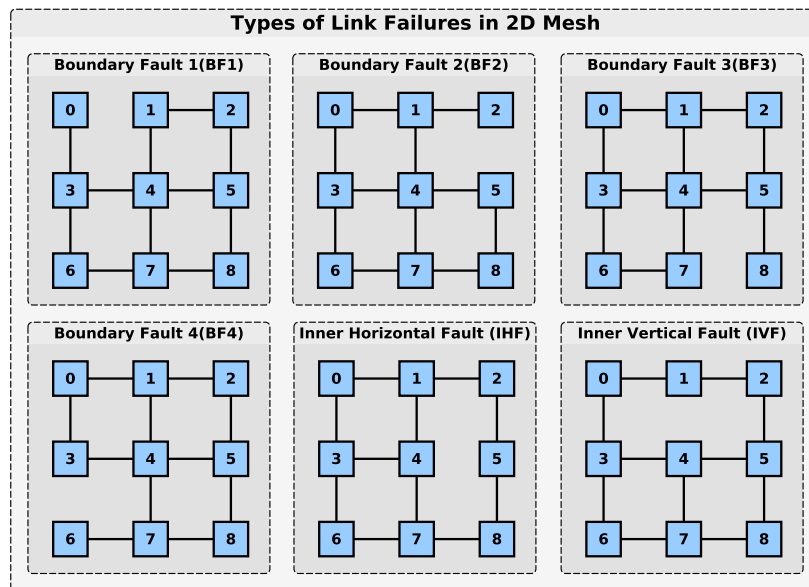 Types of Link Failures in 2D Mesh
Boundary Fault 1(BF1)
0 1 2
3 4 5
6 7 8
Boundary Fault 2(BF2)
0 1 2
3 4 5
6 7 8
Boundary Fault 3(BF3)
0 1 2
3 4 5
6 7 8
Boundary Fault 4(BF4)
0 1 2
3 4 5
6 7 8
Inner Horizontal Fault (IHF)
0 1 2
3 4 5
6 7 8
Inner Vertical Fault (IVF)
0 1 2
3 4 5
6 7 8